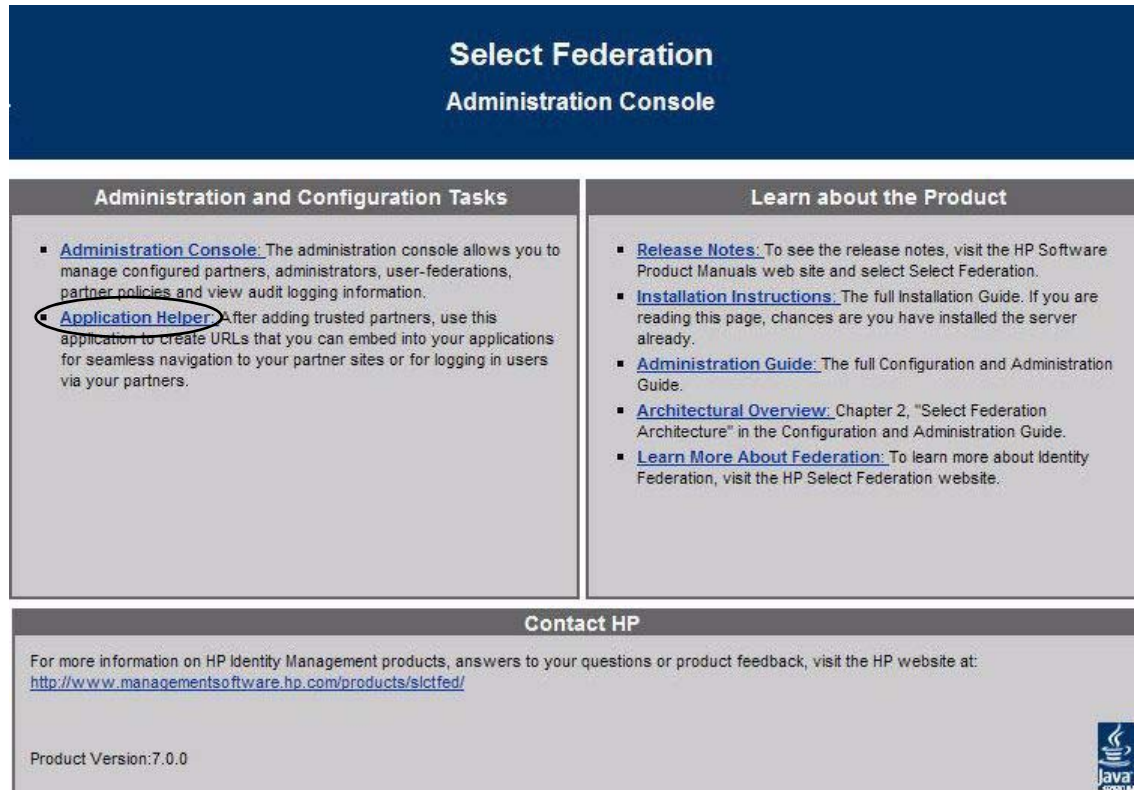 Select Federation
Administration Console
Administration and Configuration Tasks
▪ Administration Console: The administration console allows you to
manage configured partners, administrators, user-federations,
partner policies and view audit logging information.
▪ Application Helper: After adding trusted partners, use this
application to create URLs that you can embed into your applications
for seamless navigation to your partner sites or for logging in users
via your partners.
Learn about the Product
▪ Release Notes: To see the release notes, visit the HP Software
Product Manuals web site and select Select Federation.
▪ Installation Instructions: The full Installation Guide. If you are
reading this page, chances are you have installed the server
already.
▪ Administration Guide: The full Configuration and Administration
Guide.
▪ Architectural Overview: Chapter 2, "Select Federation
Architecture" in the Configuration and Administration Guide.
▪ Learn More About Federation: To learn more about Identity
Federation, visit the HP Select Federation website.
Contact HP
For more information on HP Identity Management products, answers to your questions or product feedback, visit the HP website at:
http://www.managementsoftware.hp.com/products/slctfed/
Product Version:7.0.0
Java